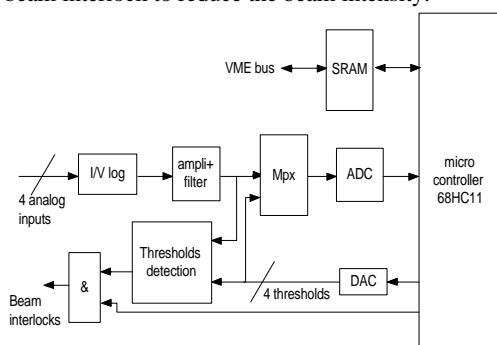 beam interlock to reduce the beam intensity.
VME bus
SRAM
I/V log
ampli+
filter
Mpx
ADC
micro
controller
68HC11
4 analog
inputs
Thresholds
detection
&
4 thresholds
DAC
Beam
interlocks